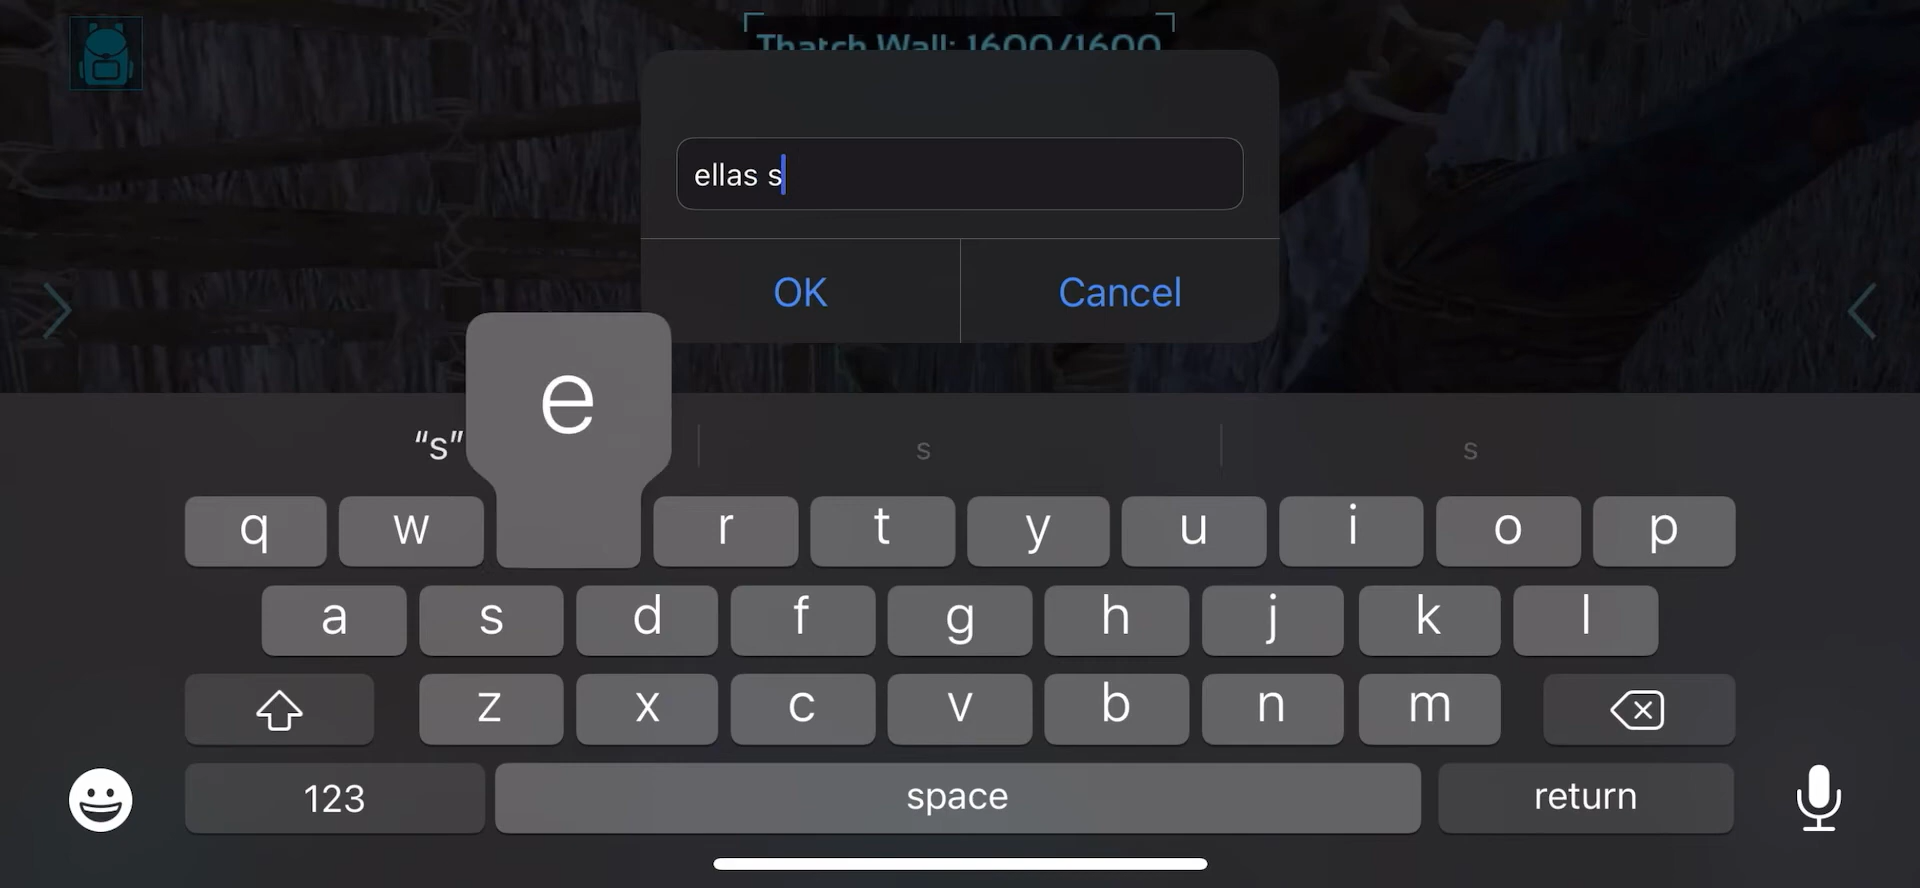 Thatch Wall: 1600/1600
ellas s
OK Cancel
“s” s s
e
q w r t y u i o p
a s d f g h j k l
z x c v b n m
123 space return